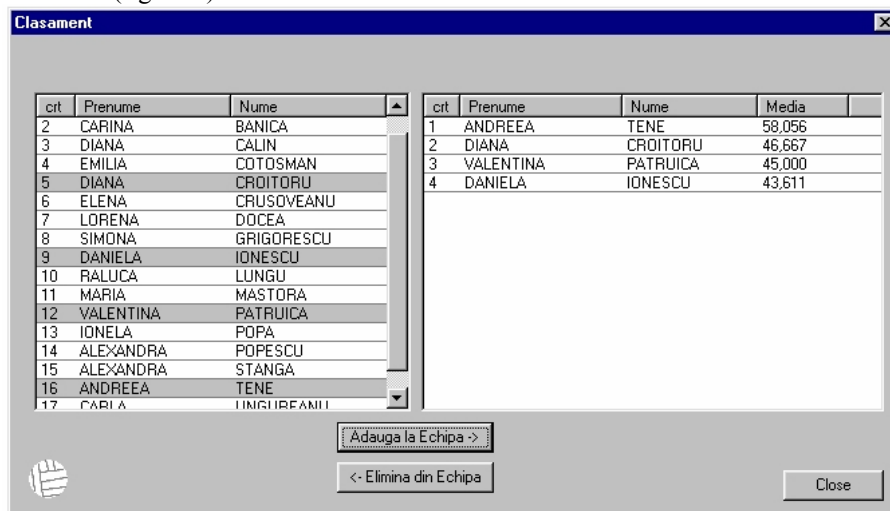 Clasament
crt Prenume Nume
2 CARINA BANICA
3 DIANA CALIN
4 EMILIA COTOSMAN
5 DIANA CROITORU
6 ELENA CRUSOVEANU
7 LORENA DOCEA
8 SIMONA GRIGORESCU
9 DANIELA IONESCU
10 RALUCA LUNGU
11 MARIA MASTORA
12 VALENTINA PATRUICA
13 IONELA POPA
14 ALEXANDRA POPESCU
15 ALEXANDRA STANGA
16 ANDREEA TENE
17 CARLA UNGUREANU
crt Prenume Nume Media
1 ANDREEA TENE 58,056
2 DIANA CROITORU 46,667
3 VALENTINA PATRUICA 45,000
4 DANIELA IONESCU 43,611
Adauga la Echipa ->
<- Elimina din Echipa
Close